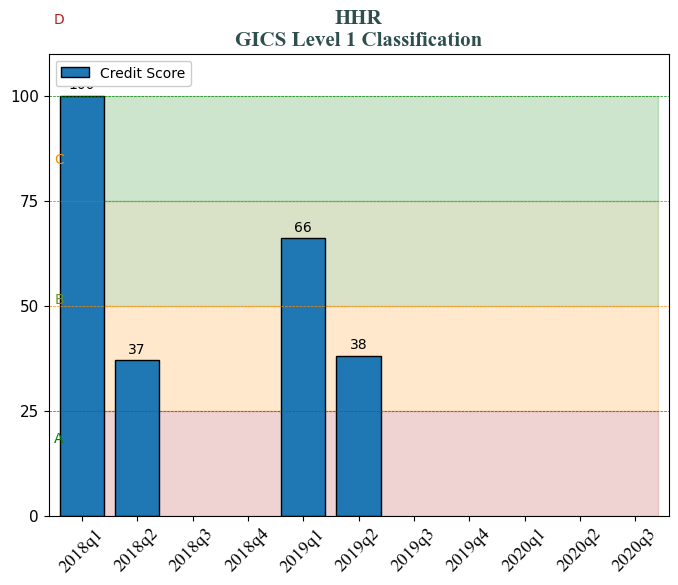 D
HHR
GICS Level 1 Classification
Credit Score
100
100
C
75
66
B
50
37
38
25
A
0
2018q1
2018q2
2018q3
2018q4
2019q1
2019q2
2019q3
2019q4
2020q1
2020q2
2020q3